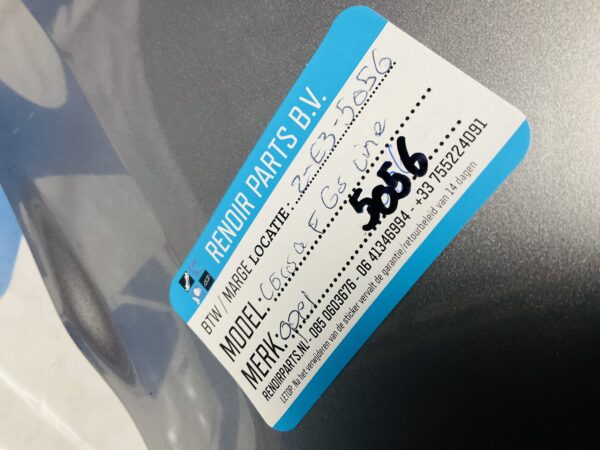 RENOIR PARTS B.V.
BTW / MARGE LOCATIE: 2-E3-5056
MODEL: Corsa F GS Line
MERK: Opel
5056
RENOIRPARTS.NL - 085 0603676 - 06 41346994 - +33 755224091
LETOP: Na het verwijderen van de sticker vervalt de garantie/retourbeleid van 14 dagen